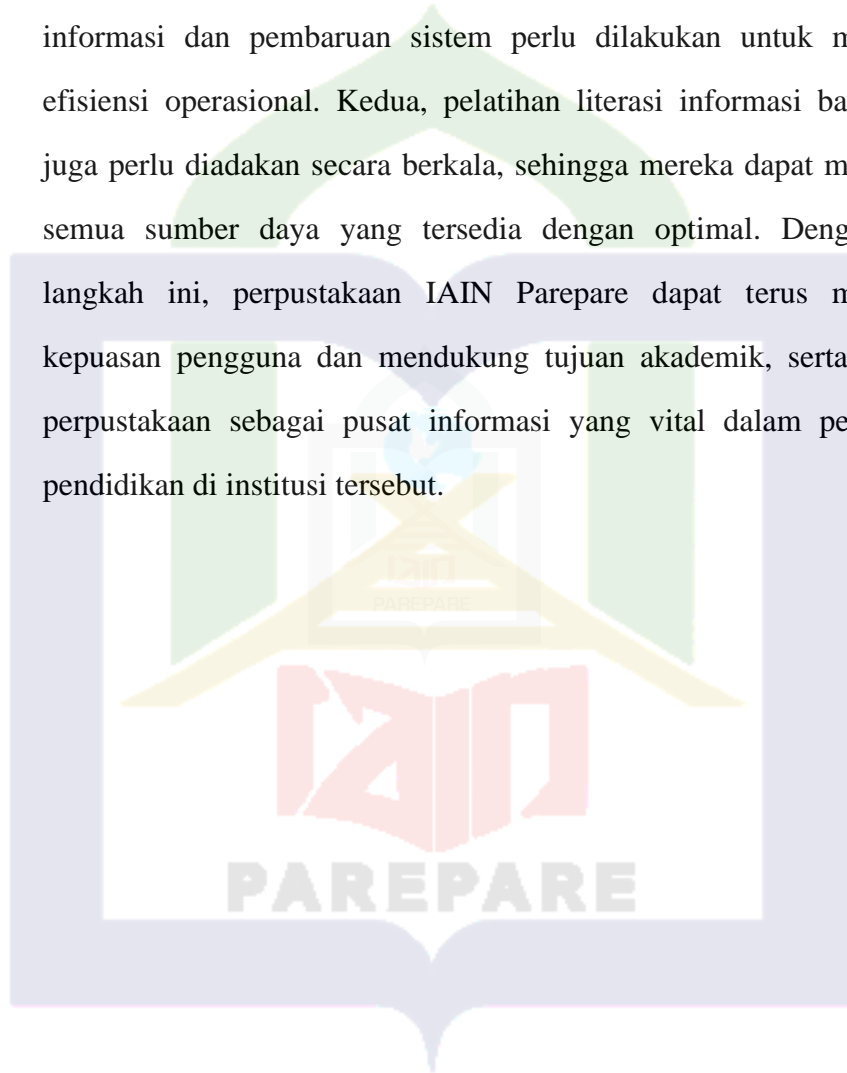 informasi dan pembaruan sistem perlu dilakukan untuk m
efisiensi operasional. Kedua, pelatihan literasi informasi ba
juga perlu diadakan secara berkala, sehingga mereka dapat m
semua sumber daya yang tersedia dengan optimal. Deng
langkah ini, perpustakaan IAIN Parepare dapat terus m
kepuasan pengguna dan mendukung tujuan akademik, serta
perpustakaan sebagai pusat informasi yang vital dalam pe
pendidikan di institusi tersebut.
IAIN
PAREPARE
IAIN
PAREPARE